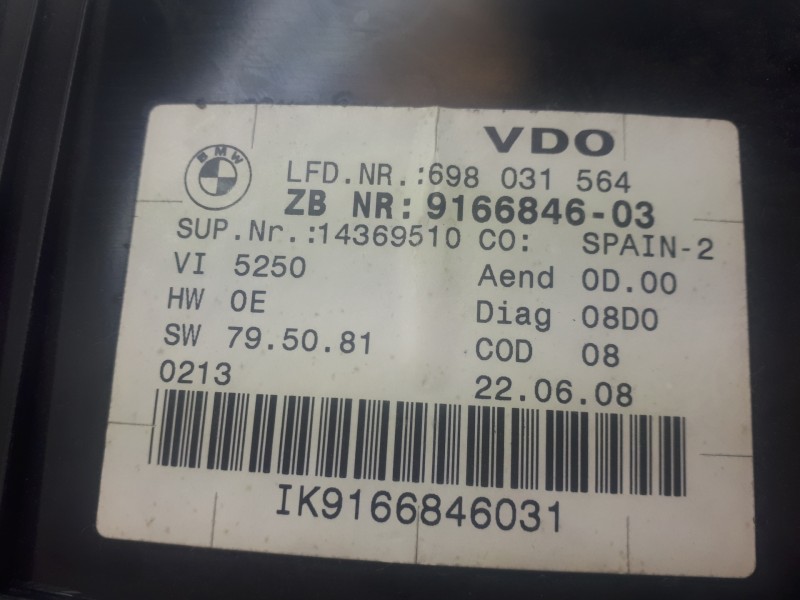 VDO
BMW
LFD.NR.:698 031 564
ZB NR: 9166846-03
SUP.Nr.:14369510 CO: SPAIN-2
VI 5250 Aend 0D.00
HW 0E Diag 08D0
SW 79.50.81 COD 08
0213 22.06.08
IK9166846031